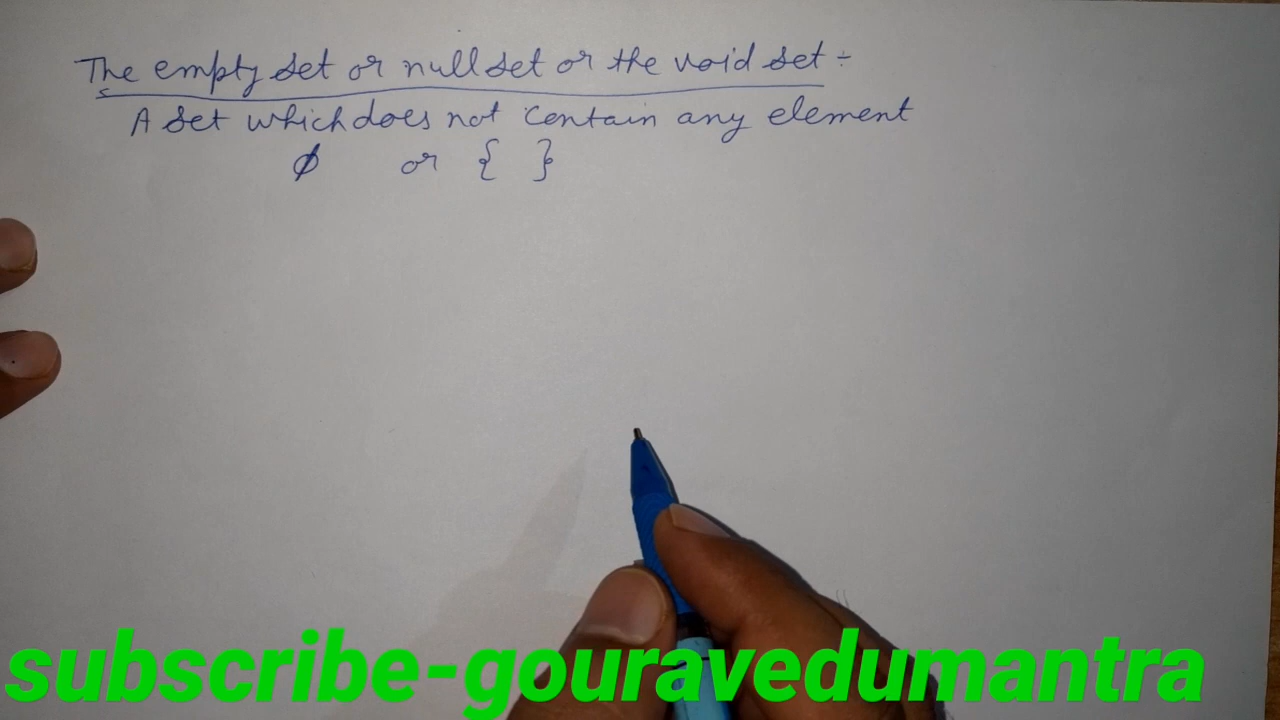 The empty set or null set or the void set ÷
A set which does not contain any element
ϕ or { }
subscribe-gouravedumantra